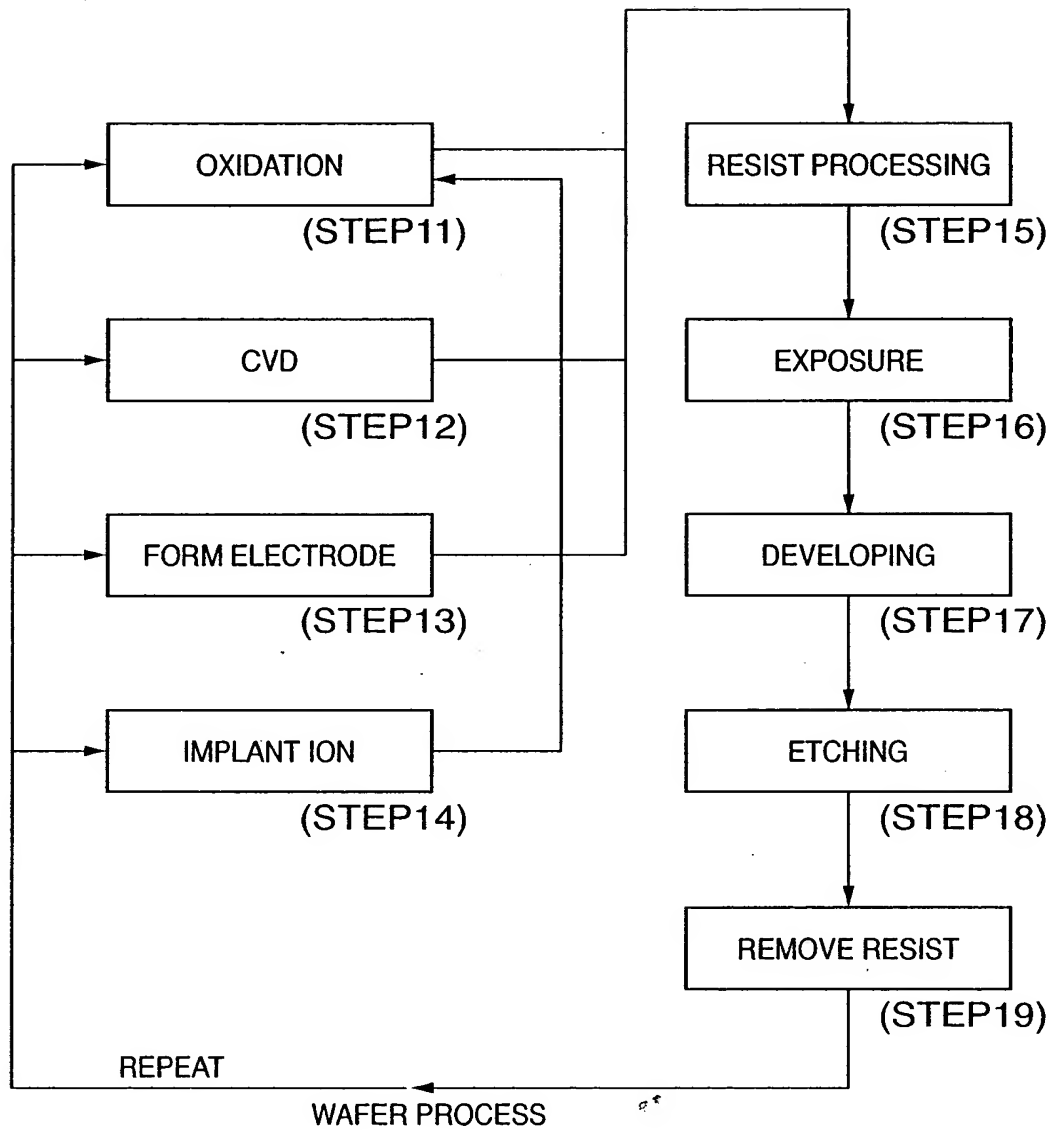 OXIDATION
(STEP11)
CVD
(STEP12)
FORM ELECTRODE
(STEP13)
IMPLANT ION
(STEP14)
RESIST PROCESSING
(STEP15)
EXPOSURE
(STEP16)
DEVELOPING
(STEP17)
ETCHING
(STEP18)
REMOVE RESIST
(STEP19)
REPEAT
WAFER PROCESS